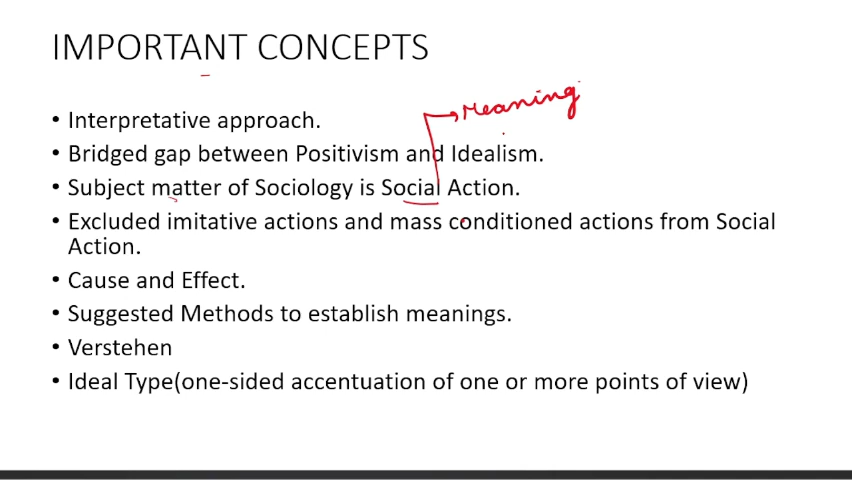 IMPORTANT CONCEPTS
Meaning
• Interpretative approach.
• Bridged gap between Positivism and Idealism.
• Subject matter of Sociology is Social Action.
• Excluded imitative actions and mass conditioned actions from Social
Action.
• Cause and Effect.
• Suggested Methods to establish meanings.
• Verstehen
• Ideal Type(one-sided accentuation of one or more points of view)